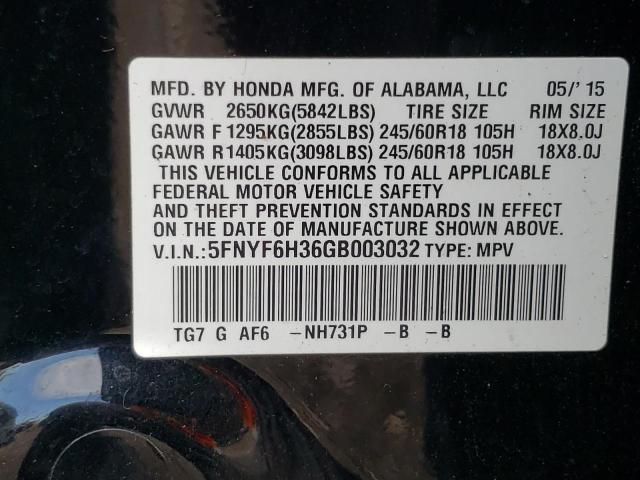 MFD. BY HONDA MFG. OF ALABAMA, LLC 05/'15
GVWR 2650KG(5842LBS) TIRE SIZE RIM SIZE
GAWR F1295KG(2855LBS) 245/60R18 105H 18X8.0J
GAWR R1405KG(3098LBS) 245/60R18 105H 18X8.0J
THIS VEHICLE CONFORMS TO ALL APPLICABLE
FEDERAL MOTOR VEHICLE SAFETY
AND THEFT PREVENTION STANDARDS IN EFFECT
ON THE DATE OF MANUFACTURE SHOWN ABOVE.
V.I.N.: 5FNYF6H36GB003032 TYPE: MPV
TG7 G AF6 -NH731P -B -B